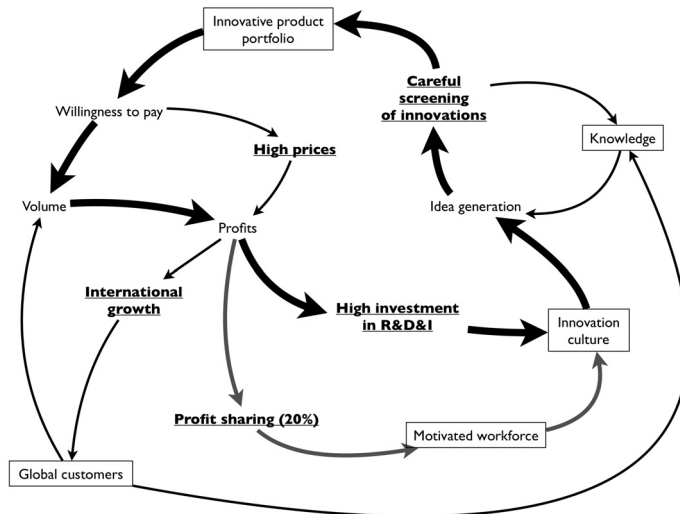 Innovative product
portfolio
Careful
screening
of innovations
Willingness to pay
High prices
Knowledge
Volume
Idea generation
Profits
International
growth
High investment
in R&D&I
Innovation
culture
Profit sharing (20%)
Motivated workforce
Global customers